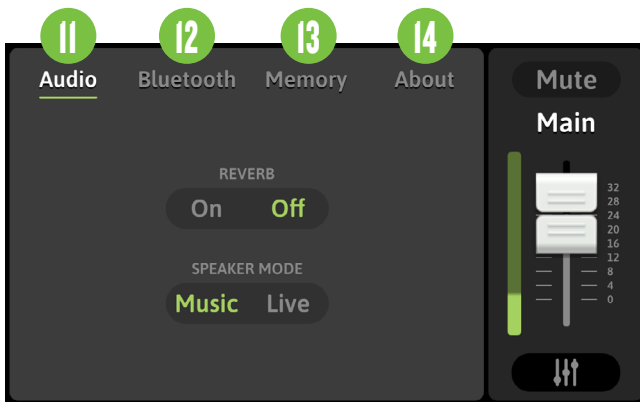 11 12 13 14
Audio Bluetooth Memory About
REVERB
On Off
SPEAKER MODE
Music Live
Mute
Main
32
28
24
20
16
12
8
4
0